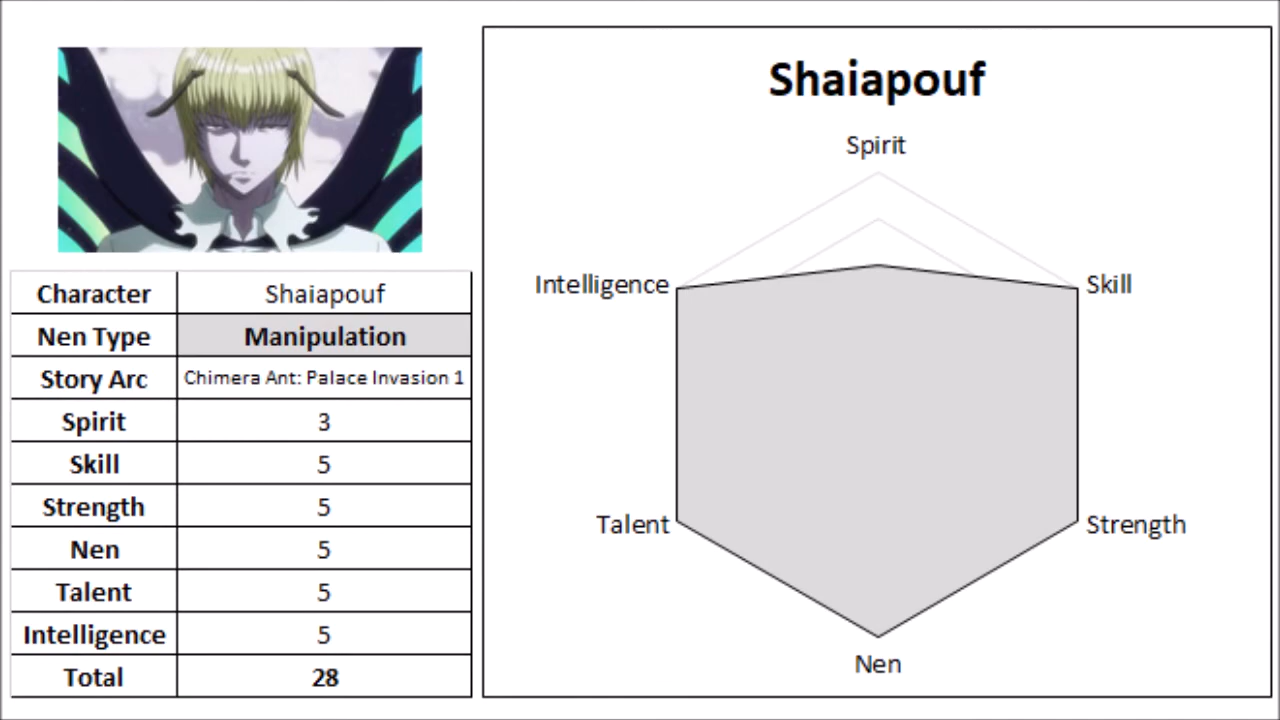 Character Shaiapouf
Nen Type Manipulation
Story Arc Chimera Ant: Palace Invasion 1
Spirit 3
Skill 5
Strength 5
Nen 5
Talent 5
Intelligence 5
Total 28
Shaiapouf
Spirit
Intelligence Skill
Talent Strength
Nen